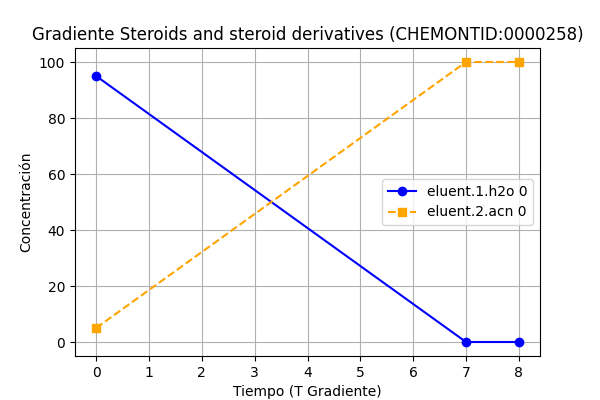 Gradiente Steroids and steroid derivatives (CHEMONTID:0000258)
100
80
60
40
20
0
Concentración
eluent.1.h2o 0
eluent.2.acn 0
0 1 2 3 4 5 6 7 8
Tiempo (T Gradiente)